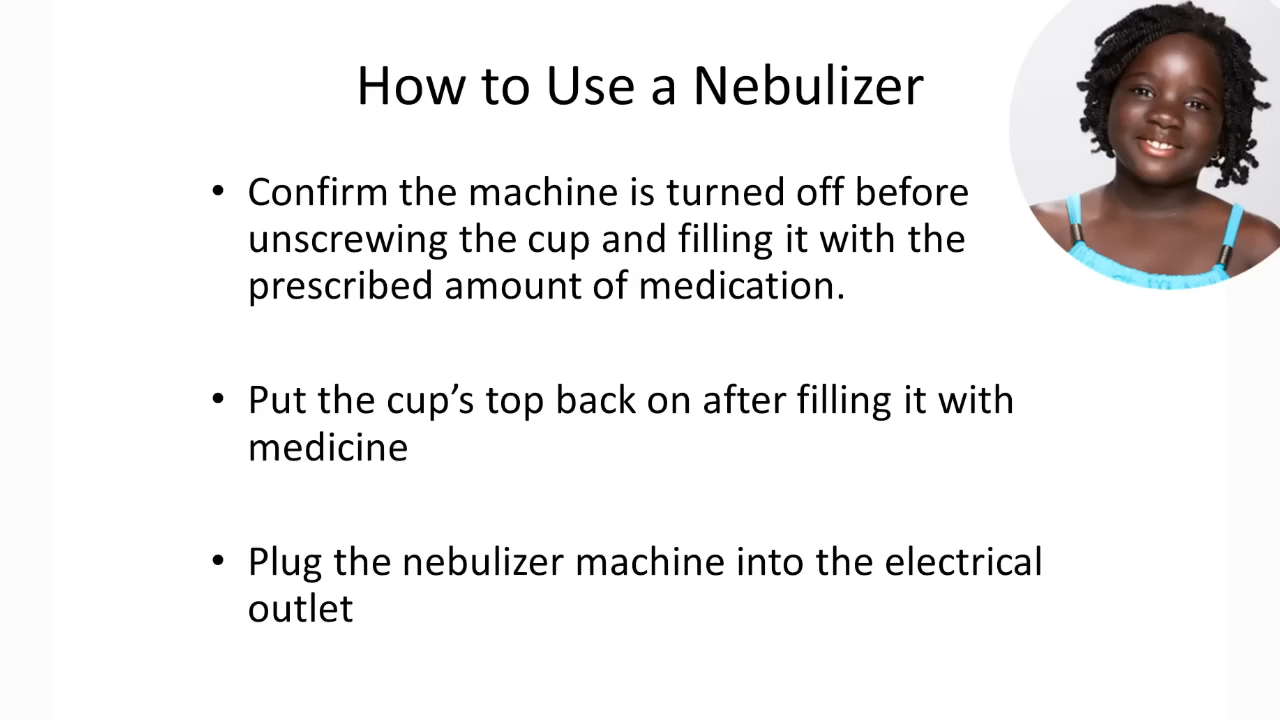 How to Use a Nebulizer
• Confirm the machine is turned off before
unscrewing the cup and filling it with the
prescribed amount of medication.
• Put the cup’s top back on after filling it with
medicine
• Plug the nebulizer machine into the electrical
outlet